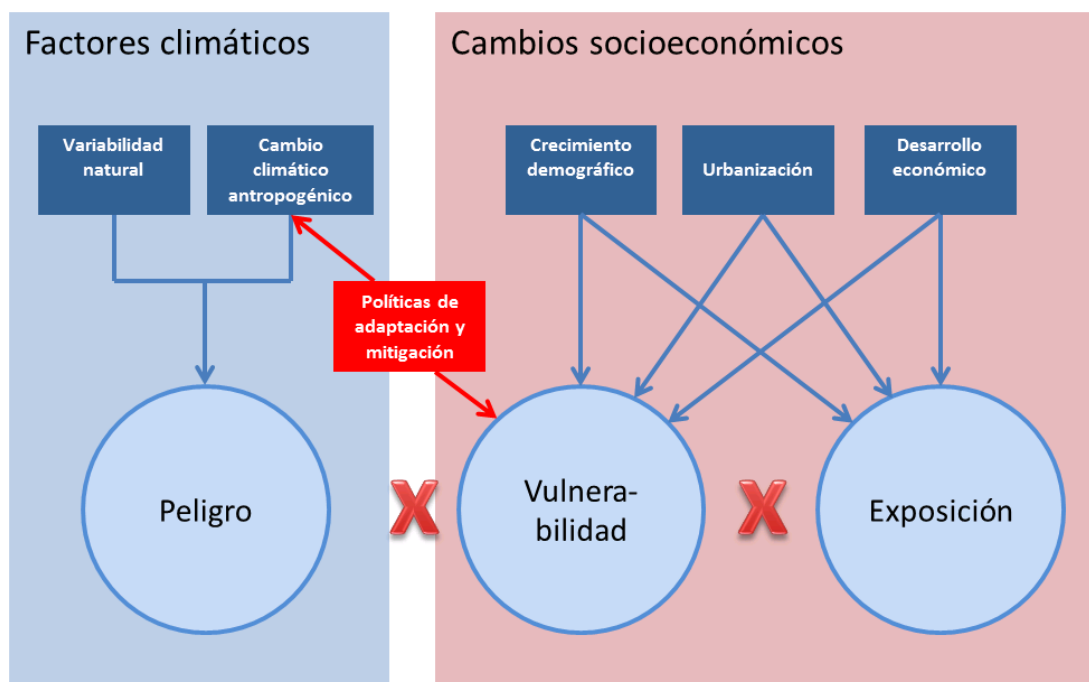 Factores climáticos
Cambios socioeconómicos
Variabilidad
natural
Cambio
climático
antropogénico
Crecimiento
demográfico
Urbanización
Desarrollo
económico
Políticas de
adaptación y
mitigación
Peligro
X
Vulnera-
bilidad
X
Exposición